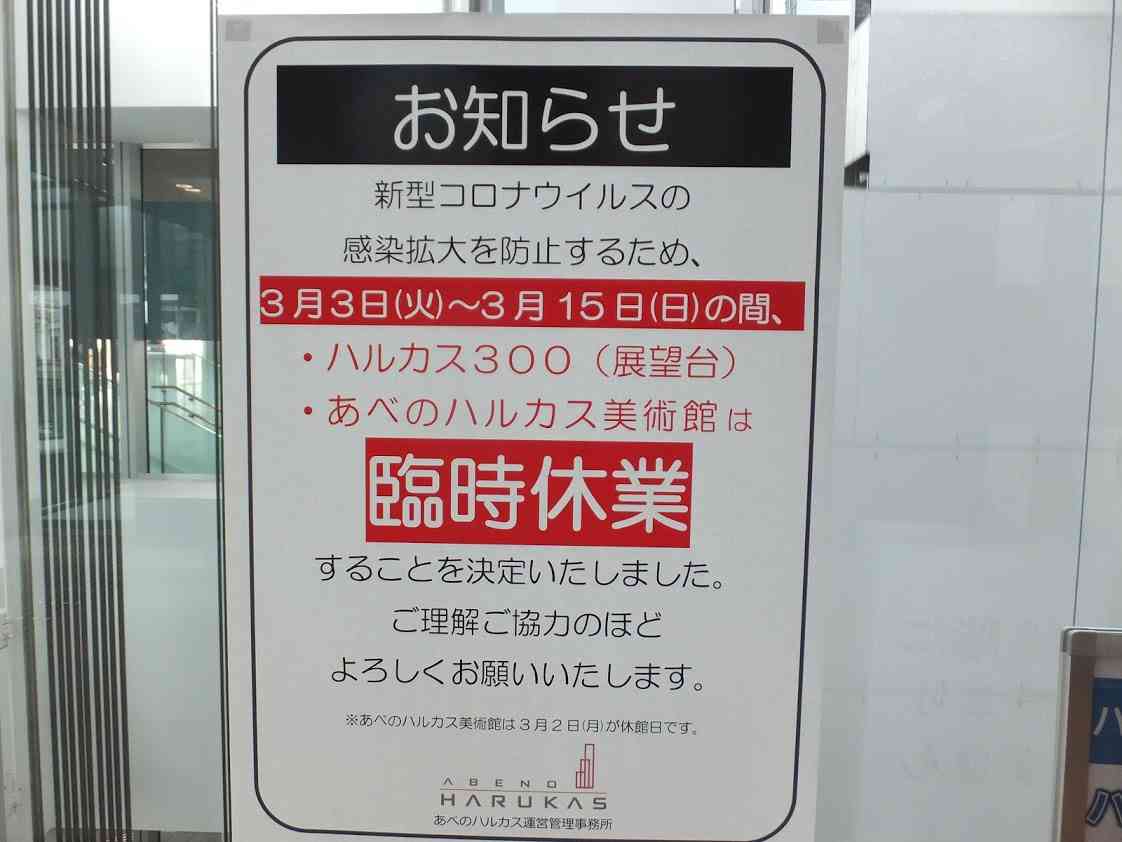 お知らせ
新型コロナウイルスの
感染拡大を防止するため、
3月3日(火)～3月15日(日)の間、
・ハルカス300（展望台）
・あべのハルカス美術館は
臨時休業
することを決定いたしました。
ご理解ご協力のほど
よろしくお願いいたします。
※あべのハルカス美術館は3月2日(月)が休館日です。
ABENO
HARUKAS
あべのハルカス運営管理事務所
ハ
ハ